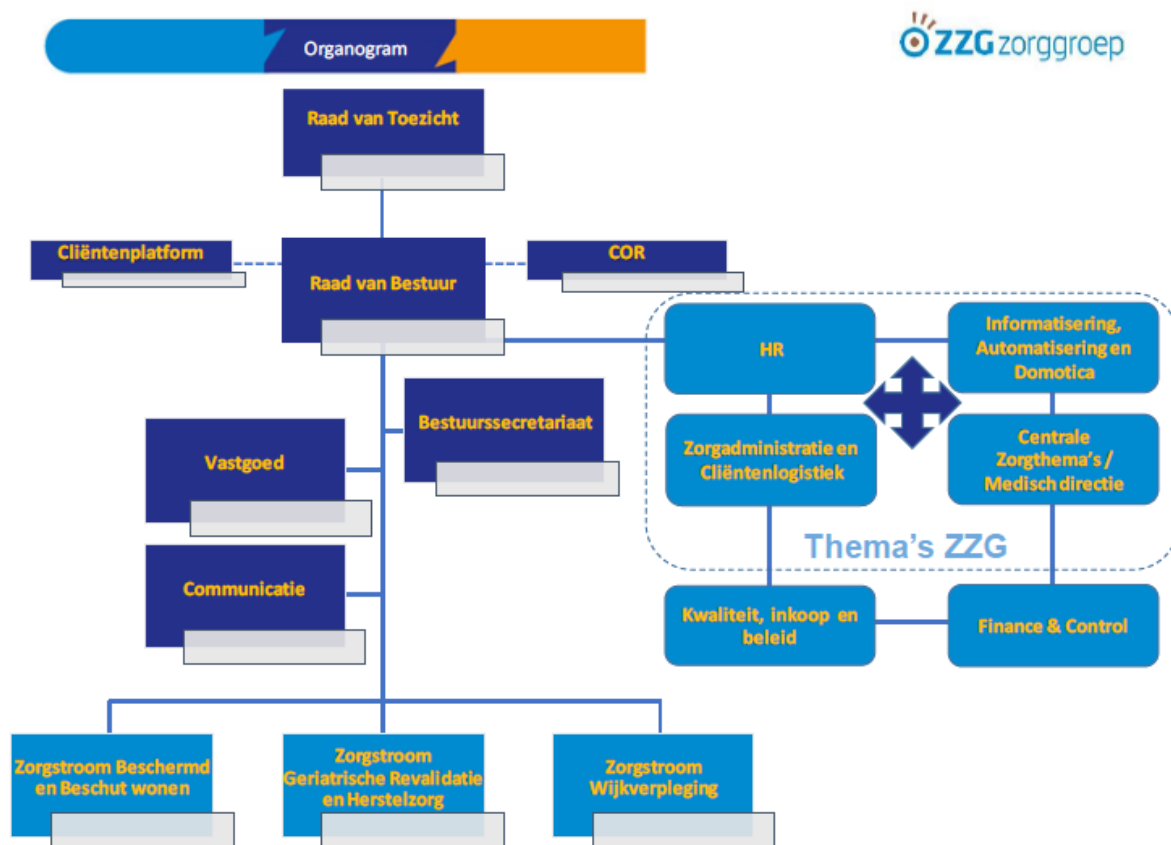 Organogram
ZZG zorggroep
Raad van Toezicht
Cliëntenplatform
Raad van Bestuur
COR
HR
Informatisering,
Automatisering en
Domotica
Bestuurssecretariaat
Vastgoed
Zorgadministratie en
Cliëntenlogistiek
Centrale
Zorgthema's /
Medisch directie
Thema's ZZG
Communicatie
Kwaliteit, inkoop en
beleid
Finance & Control
Zorgstroom Beschermd
en Beschut wonen
Zorgstroom
Geriatrische Revalidatie
en Herstelzorg
Zorgstroom
Wijkverpleging